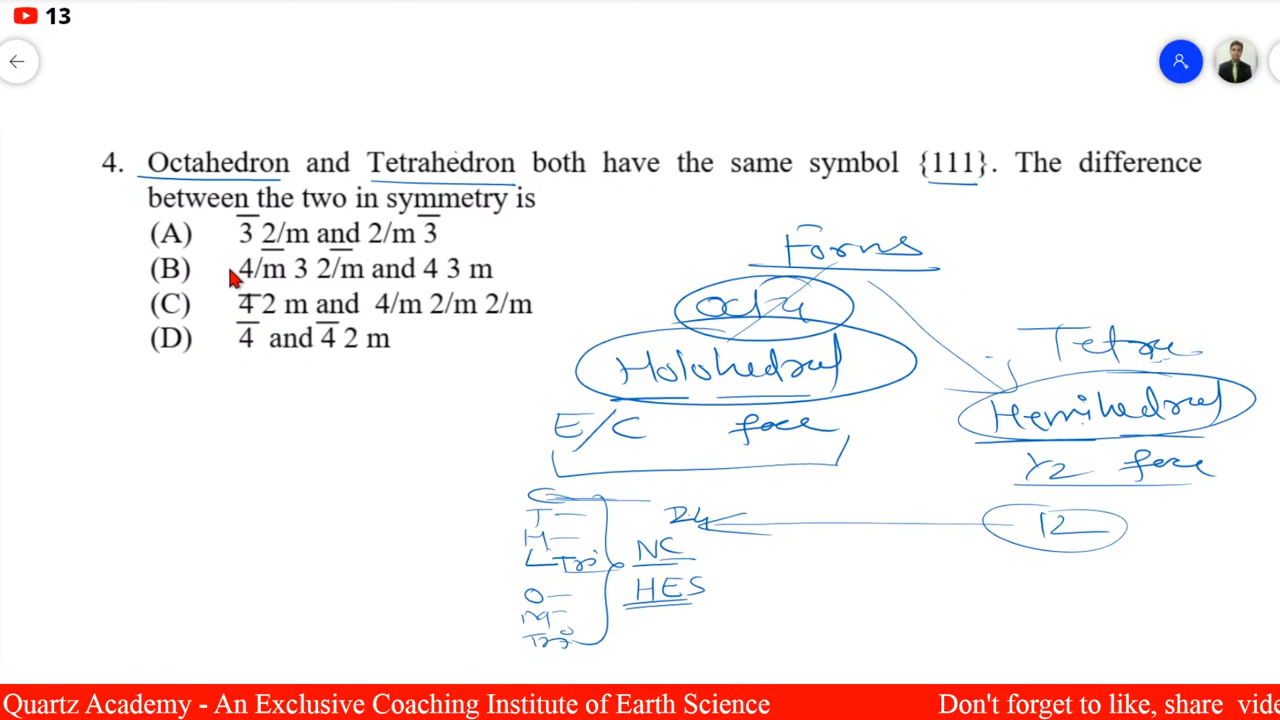 13
4. Octahedron and Tetrahedron both have the same symbol {111}. The difference
between the two in symmetry is
(A) 3̅ 2/m and 2/m 3̅
(B) 4/m 3̅ 2/m and 4̅ 3 m
(C) 4̅ 2 m and 4/m 2/m 2/m
(D) 4̅ and 4̅ 2 m
Forms
Octa
Tetra
Holohedral
Hemihedral
E/C face
1/2 face
C
T
H
Tri
O
24
12
NC
HES
Quartz Academy - An Exclusive Coaching Institute of Earth Science Don't forget to like, share vide